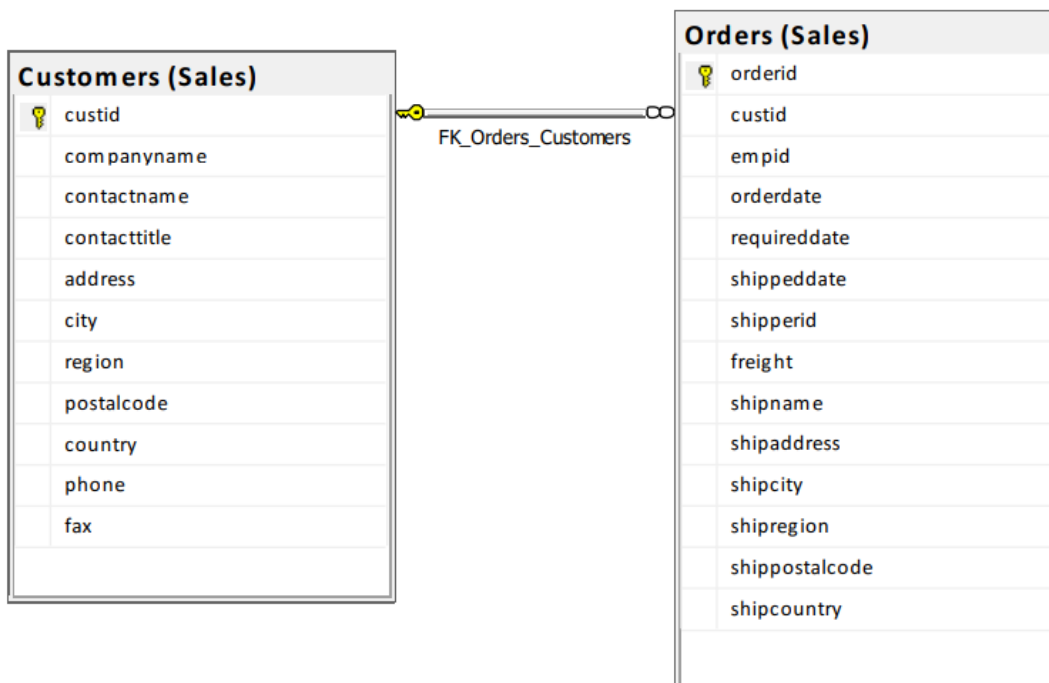 Customers (Sales)
custid
companyname
contactname
contacttitle
address
city
region
postalcode
country
phone
fax
FK_Orders_Customers
Orders (Sales)
orderid
custid
empid
orderdate
requireddate
shippeddate
shipperid
freight
shipname
shipaddress
shipcity
shipregion
shippostalcode
shipcountry